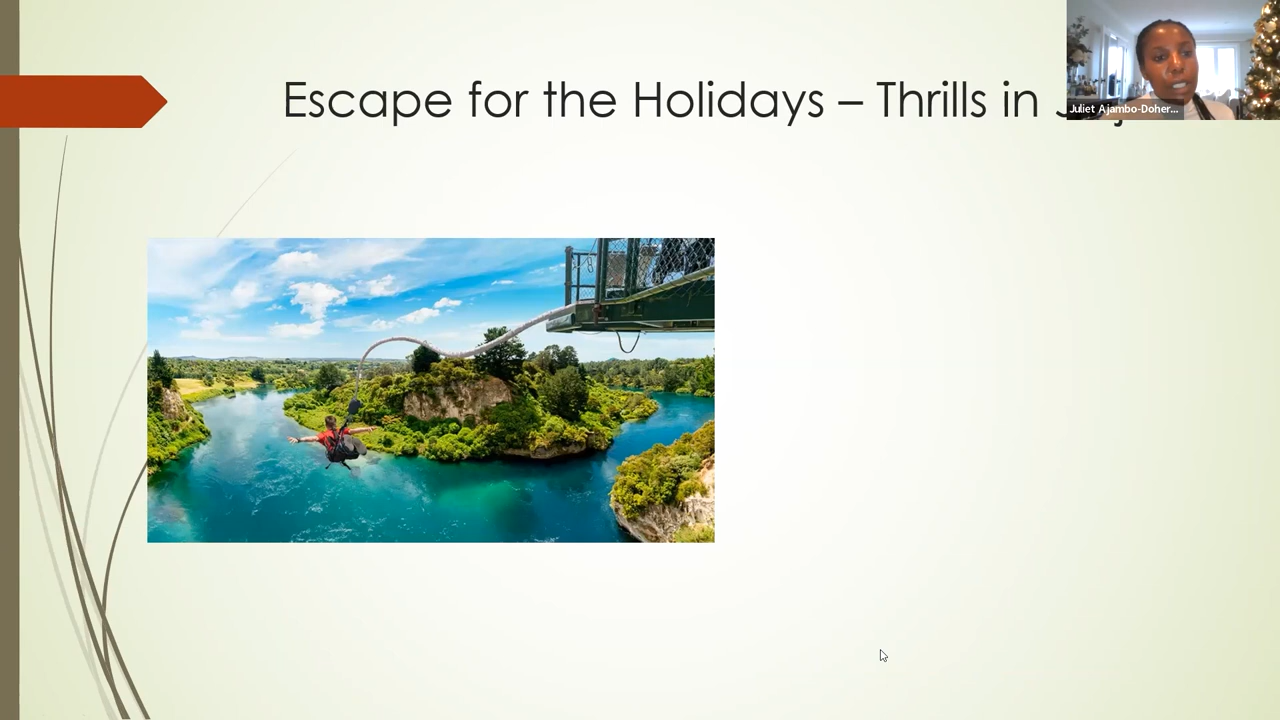 Escape for the Holidays – Thrills in
Juliet Ajambo-Doher...